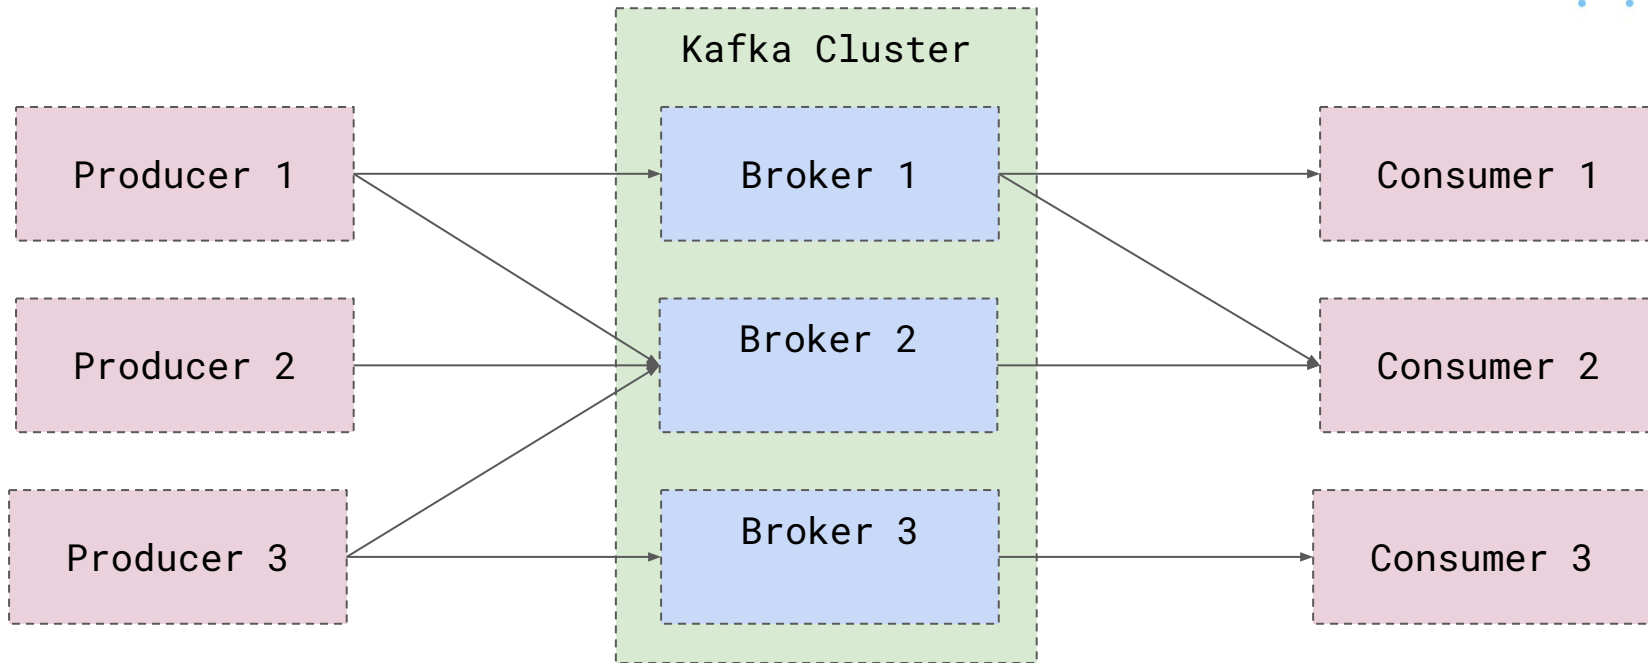 Kafka Cluster
Producer 1
Broker 1
Consumer 1
Producer 2
Broker 2
Consumer 2
Producer 3
Broker 3
Consumer 3